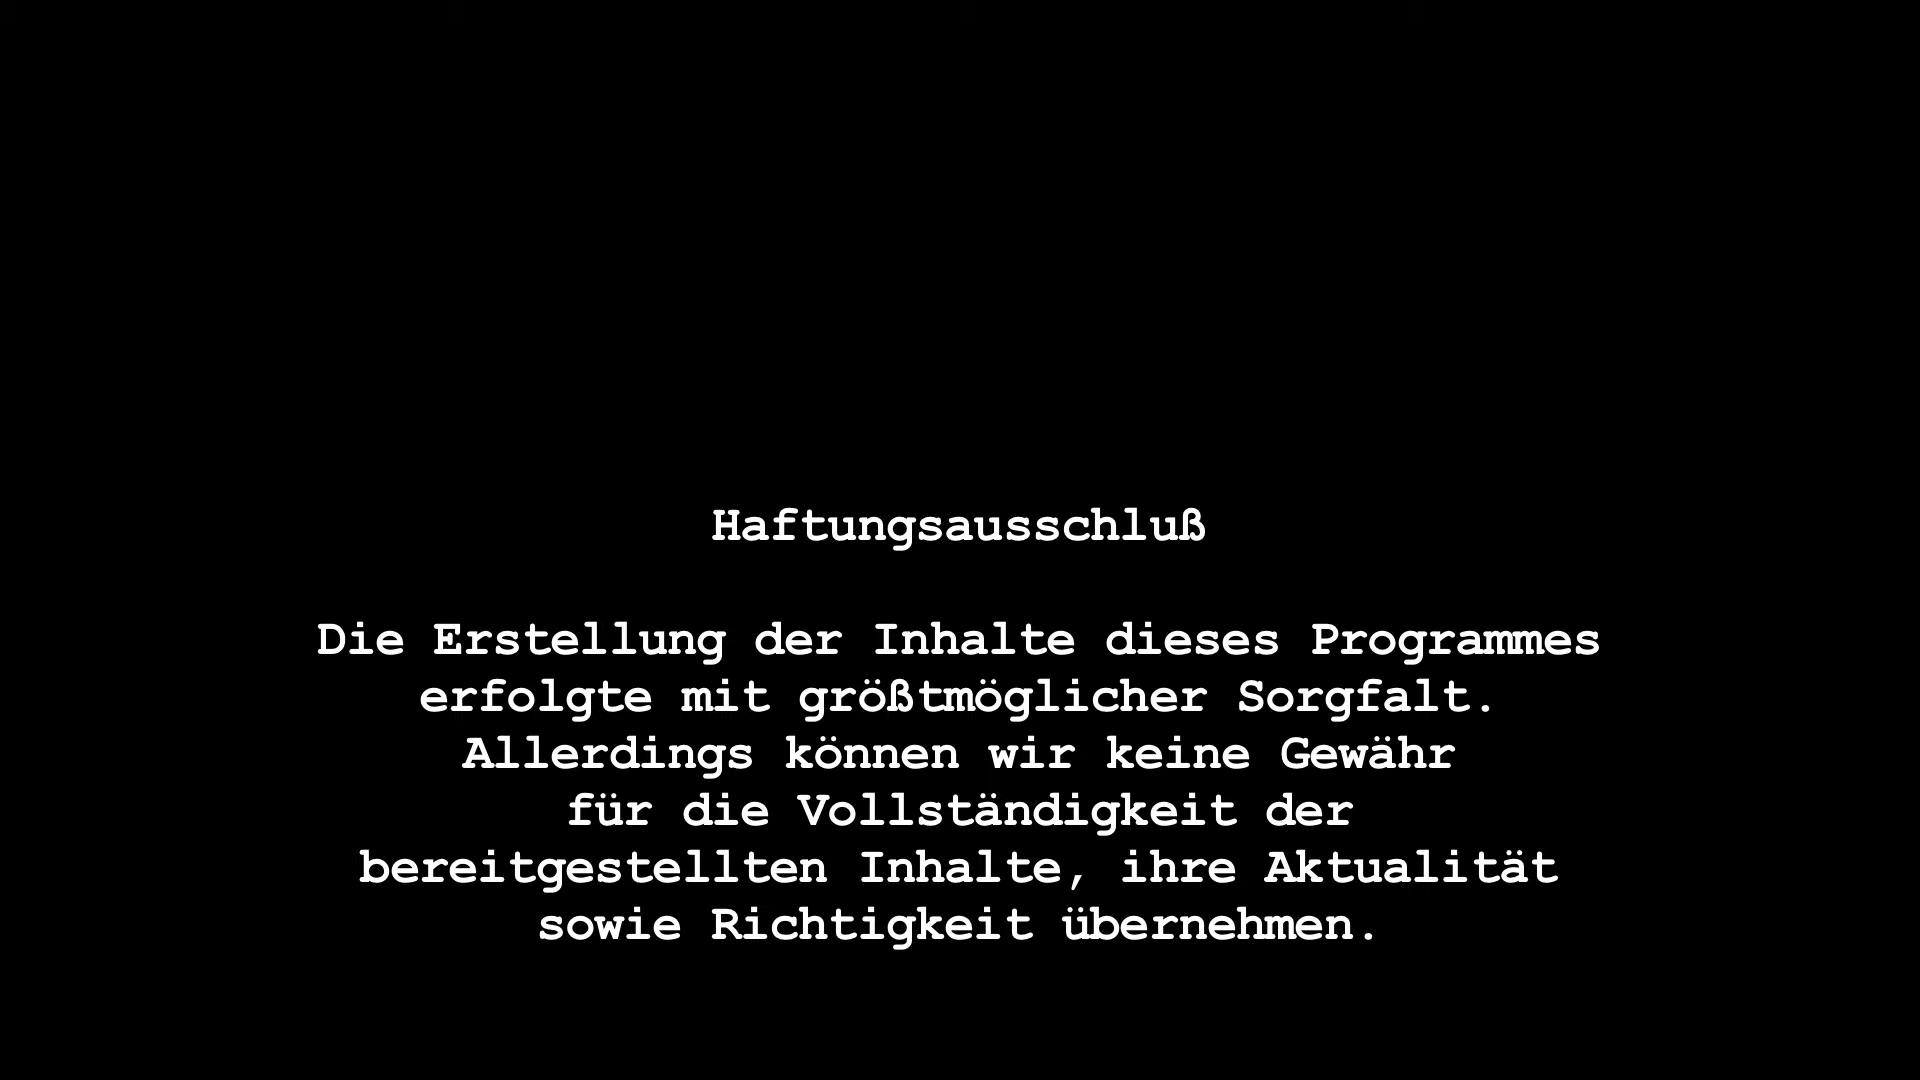 Haftungsausschluß
Die Erstellung der Inhalte dieses Programmes
erfolgte mit größtmöglicher Sorgfalt.
Allerdings können wir keine Gewähr
für die Vollständigkeit der
bereitgestellten Inhalte, ihre Aktualität
sowie Richtigkeit übernehmen.